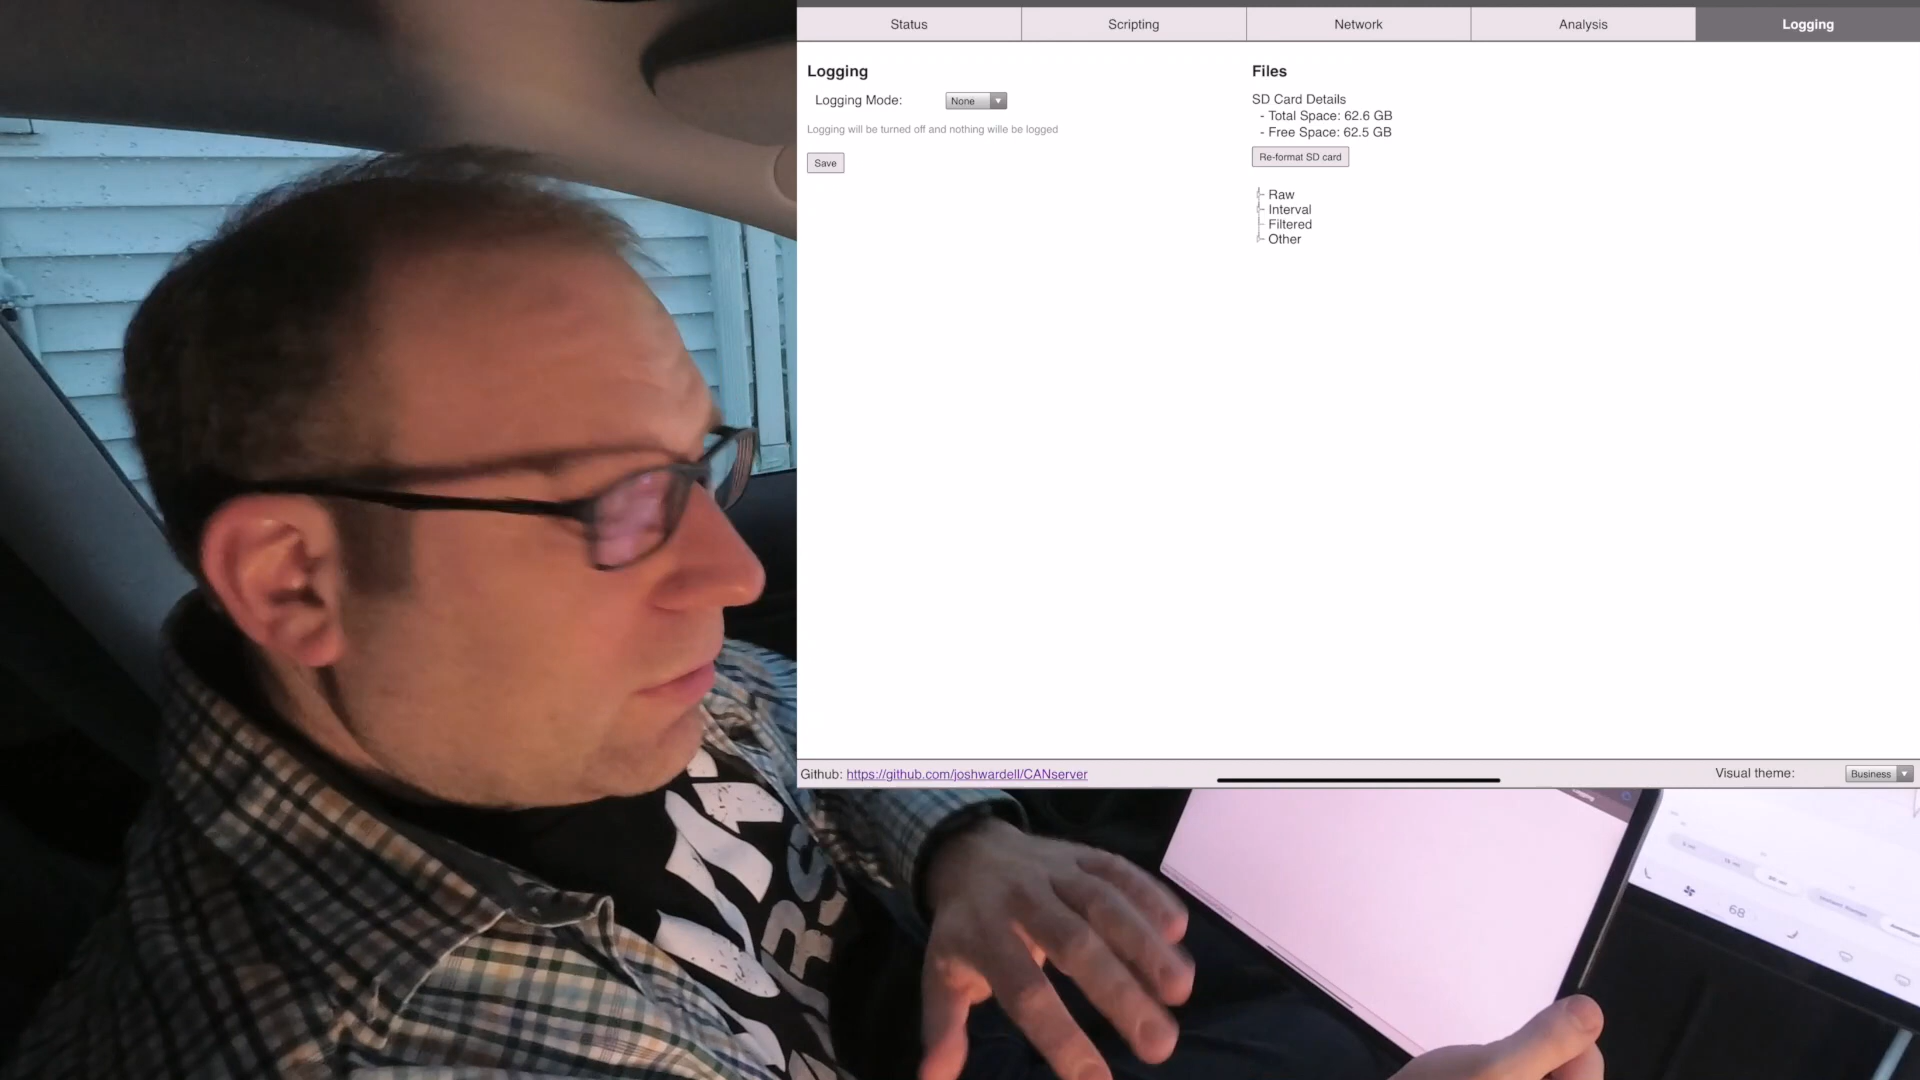 Status Scripting Network Analysis Logging
Logging
Logging Mode: None
Logging will be turned off and nothing wille be logged
Save
Files
SD Card Details
- Total Space: 62.6 GB
- Free Space: 62.5 GB
Re-format SD card
Raw
Interval
Filtered
Other
Github: https://github.com/joshwardell/CANserver
Visual theme: Business
68